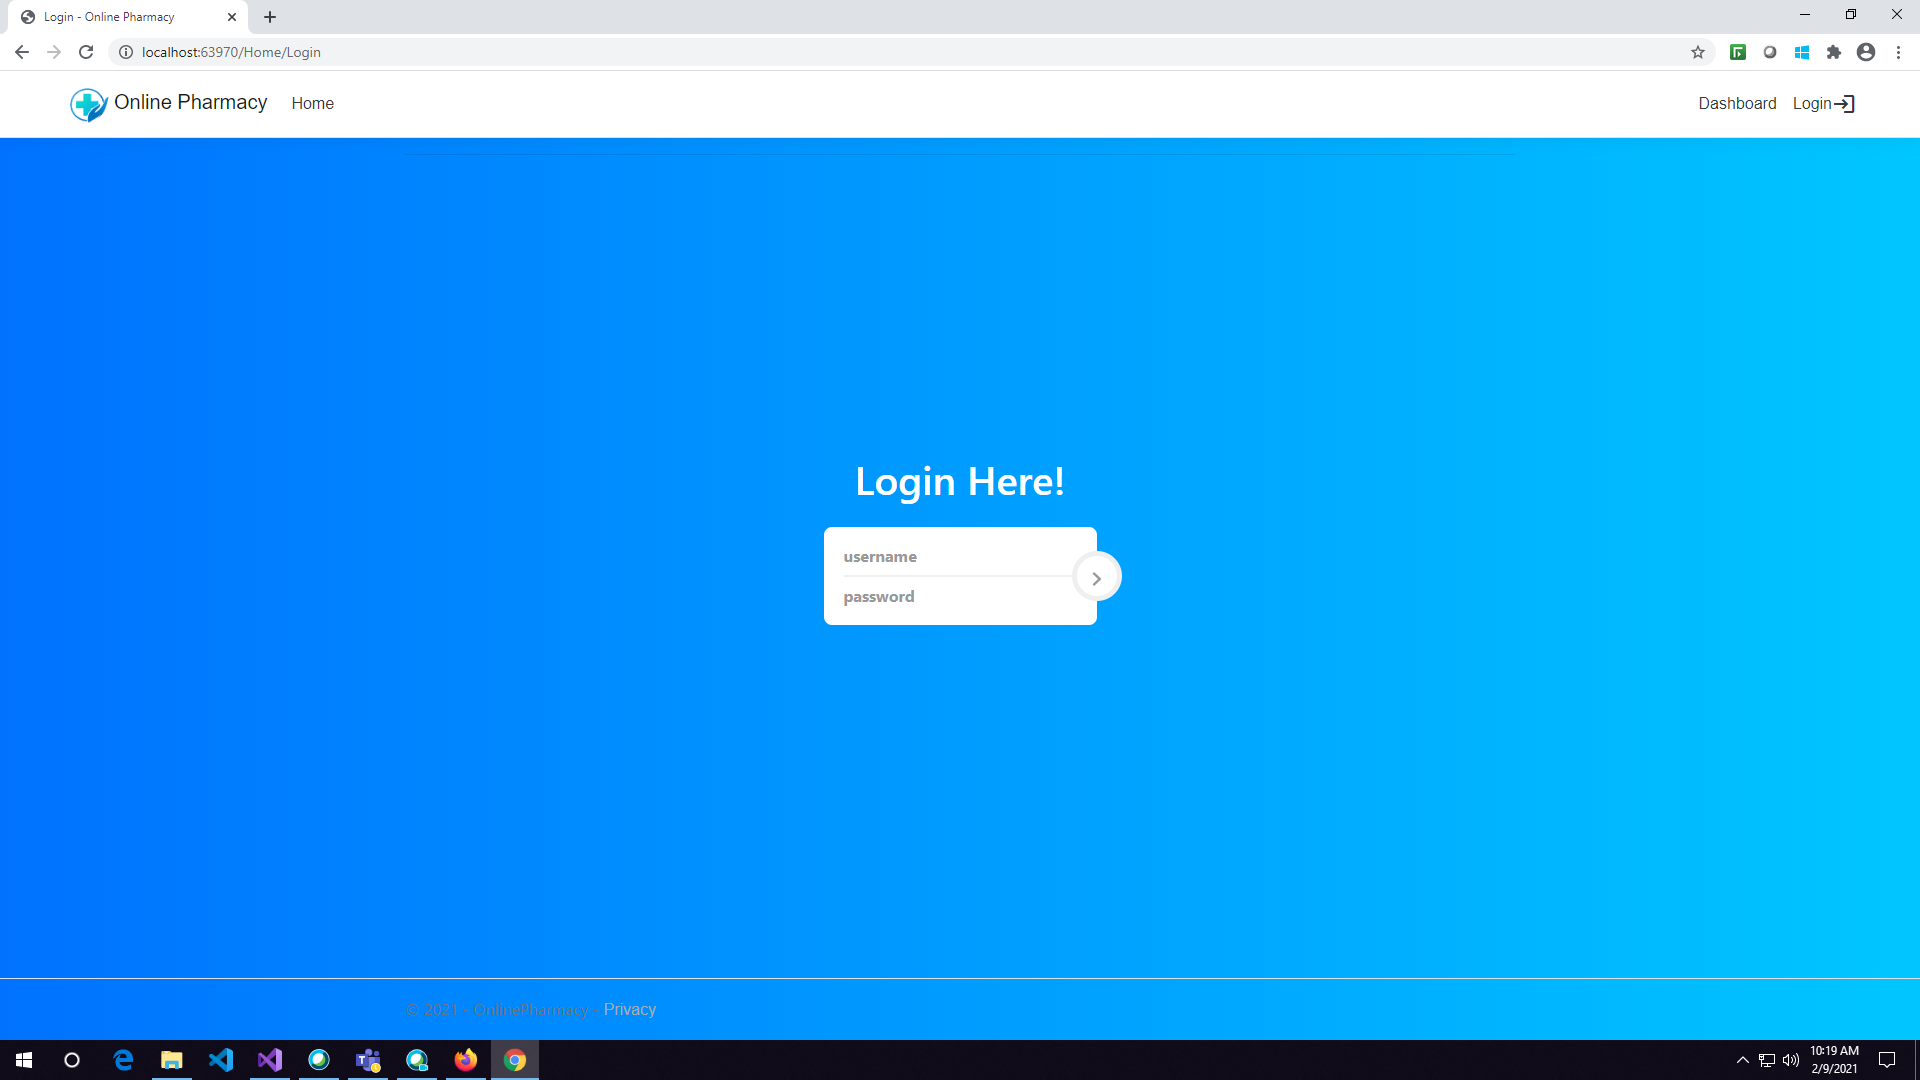 Login - Online Pharmacy
localhost:63970/Home/Login
Online Pharmacy Home Dashboard Login
Login Here!
username
password
© 2021 - OnlinePharmacy - Privacy
10:19 AM
2/9/2021